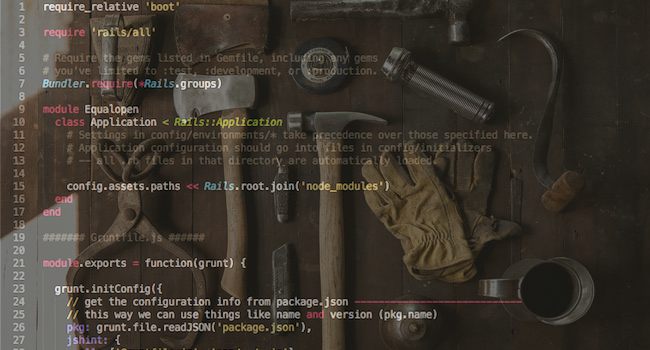 1 require_relative 'boot'
2
3 require 'rails/all'
4
5 # Require the gems listed in Gemfile, including any gems
6 # you've limited to :test, :development, or :production.
7 Bundler.require(*Rails.groups)
8
9 module Equalopen
10 class Application < Rails::Application
11 # Settings in config/environments/* take precedence over those specified here.
12 # Application configuration should go into files in config/initializers
13 # -- all .rb files in that directory are automatically loaded.
14
15 config.assets.paths << Rails.root.join('node_modules')
16 end
17 end
18
19 ####### Gruntfile.js ######
20
21 module.exports = function(grunt) {
22
23 grunt.initConfig({
24 // get the configuration info from package.json
25 // this way we can use things like name and version (pkg.name)
26 pkg: grunt.file.readJSON('package.json'),
27 jshint: {